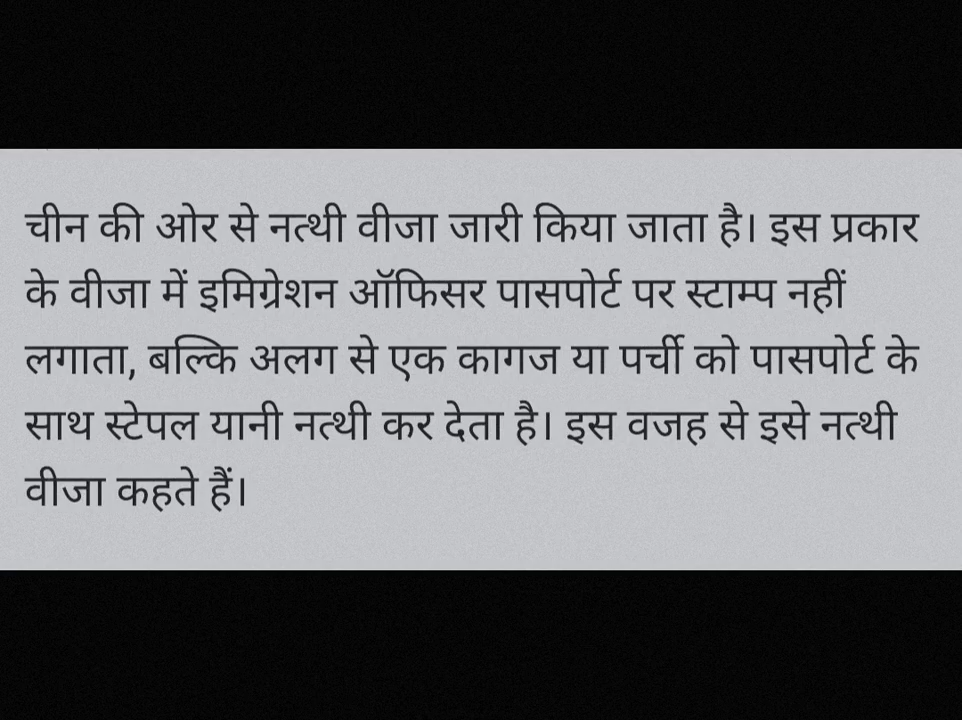 चीन की ओर से नत्थी वीजा जारी किया जाता है। इस प्रकार
के वीजा में इमिग्रेशन ऑफिसर पासपोर्ट पर स्टाम्प नहीं
लगाता, बल्कि अलग से एक कागज या पर्ची को पासपोर्ट के
साथ स्टेपल यानी नत्थी कर देता है। इस वजह से इसे नत्थी
वीजा कहते हैं।